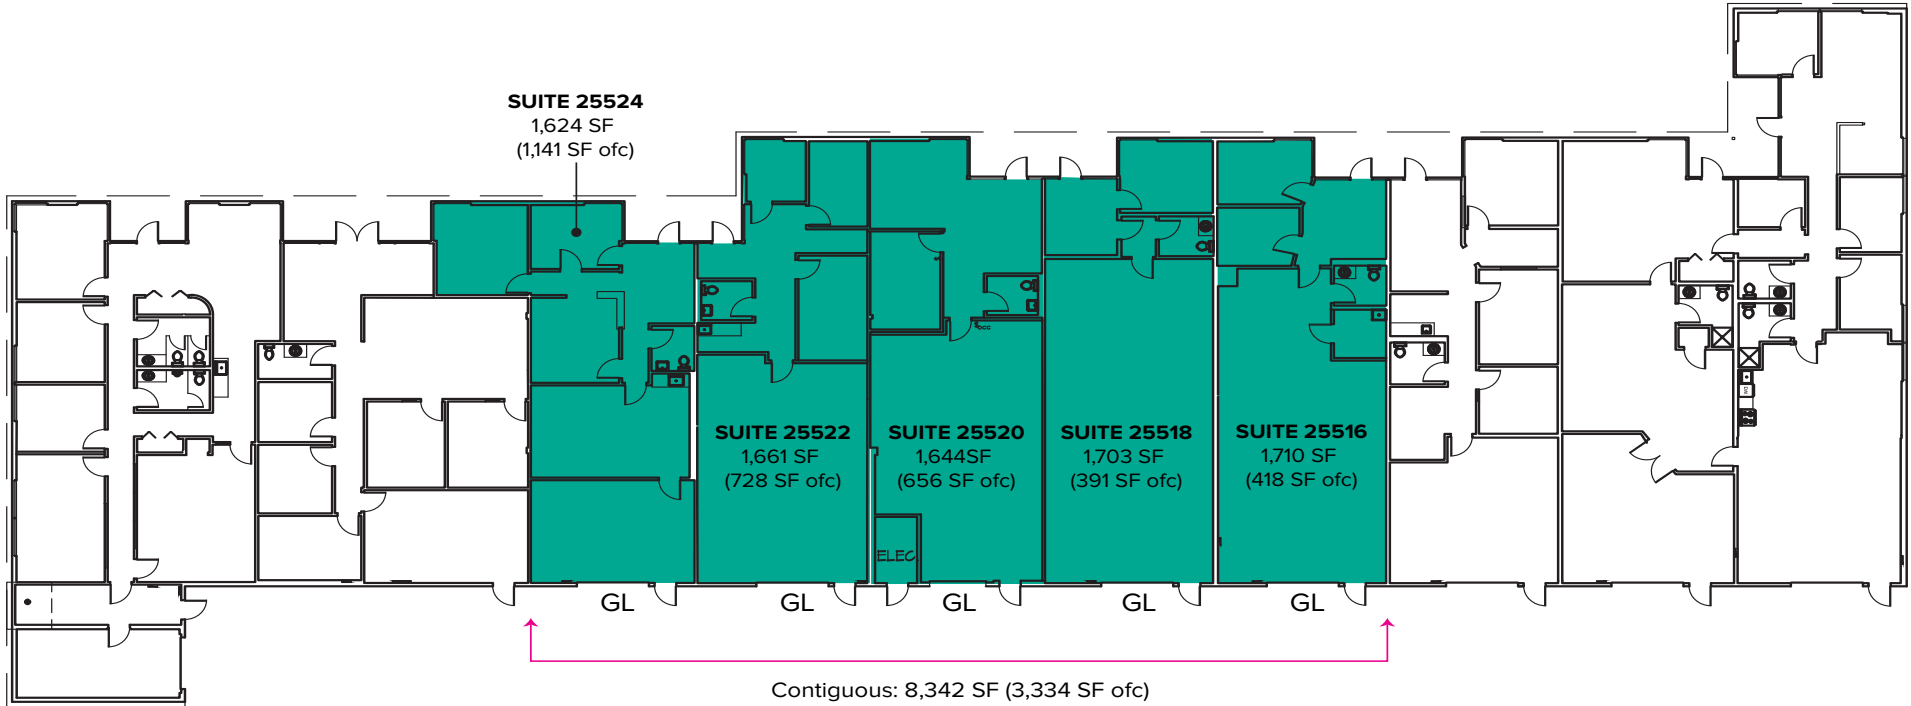 SUITE 25524
1,624 SF
(1,141 SF ofc)
SUITE 25522
1,661 SF
(728 SF ofc)
SUITE 25520
1,644SF
(656 SF ofc)
SUITE 25518
1,703 SF
(391 SF ofc)
SUITE 25516
1,710 SF
(418 SF ofc)
ELEC.
GL
GL
GL
GL
GL
Contiguous: 8,342 SF (3,334 SF ofc)